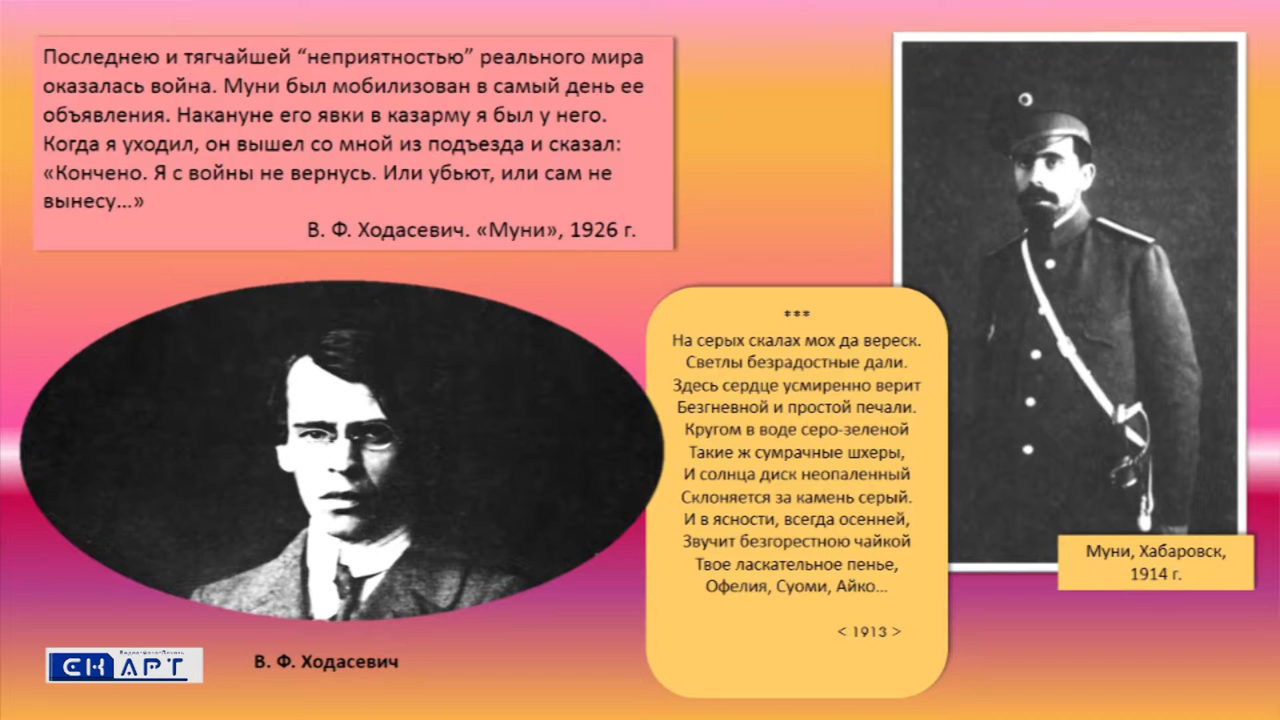 Последнею и тягчайшей “неприятностью” реального мира
оказалась война. Муни был мобилизован в самый день ее
объявления. Накануне его явки в казарму я был у него.
Когда я уходил, он вышел со мной из подъезда и сказал:
«Кончено. Я с войны не вернусь. Или убьют, или сам не
вынесу…»
В. Ф. Ходасевич. «Муни», 1926 г.
***
На серых скалах мох да вереск.
Светлы безрадостные дали.
Здесь сердце усмиренно верит
Безгневной и простой печали.
Кругом в воде серо-зеленой
Такие ж сумрачные шхеры,
И солнца диск неопаленный
Склоняется за камень серый.
И в ясности, всегда осенней,
Звучит безгорестною чайкой
Твое ласкательное пенье,
Офелия, Суоми, Айко…
< 1913 >
Муни, Хабаровск,
1914 г.
В. Ф. Ходасевич
СК АРТ